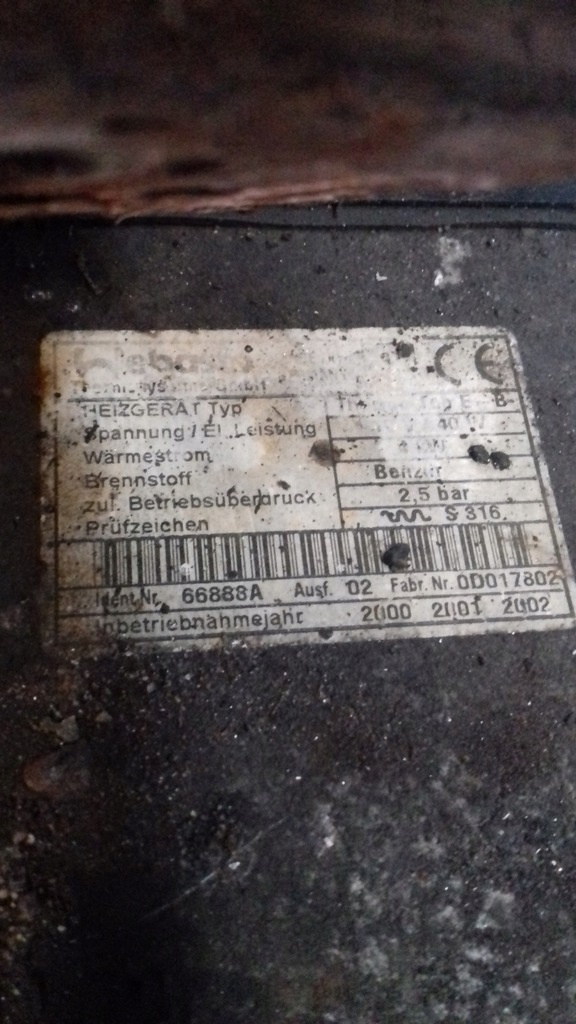 CE
HEIZGERÄT Typ E B
Spannung / El. Leistung
Wärmestrom
Brennstoff Benzin
zul. Betriebsüberdruck 2,5 bar
Prüfzeichen S 316
Ident. Nr. 66888A Ausf. 02 Fabr. Nr. 0D017802
Inbetriebnahmejahr 2000 2001 2002